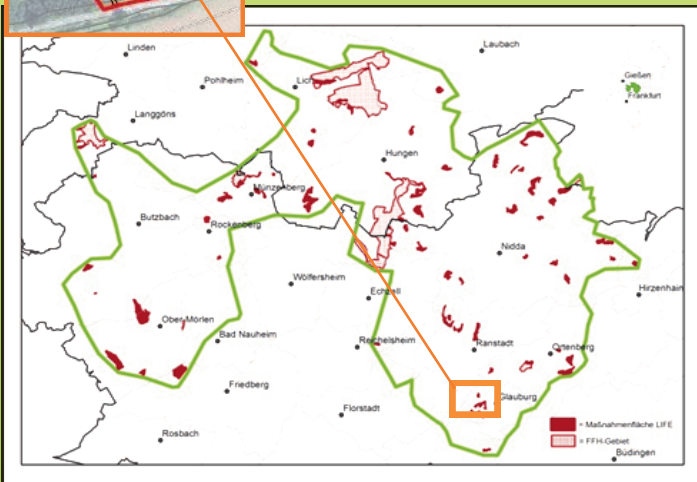 Linden
Laubach
Gießen
Pohlheim
Lich
Frankfurt
Langgöns
Hungen
Münzenberg
Butzbach
Rockenberg
Nidda
Wölfersheim
Echzell
Hirzenhain
Ober-Mörlen
Bad Nauheim
Reichelsheim
Ranstadt
Ortenberg
Friedberg
Glauburg
Florstadt
= Maßnahmenfläche LIFE
Rosbach
= FFH-Gebiet
Büdingen